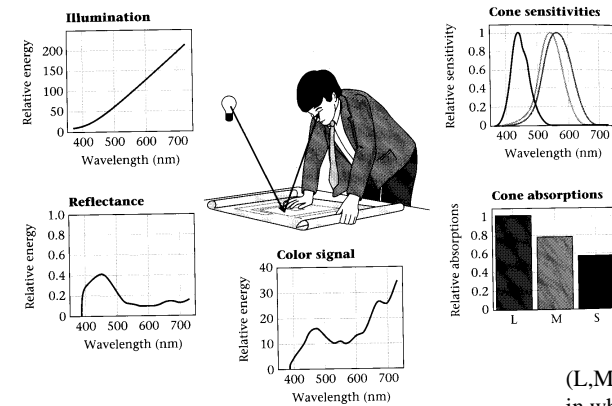 Illumination
200
150
100
50
0
Relative energy
400 500 600 700
Wavelength (nm)
Reflectance
1.0
0.8
0.6
0.4
0.2
0
Relative energy
400 500 600 700
Wavelength (nm)
Color signal
40
30
20
10
0
Relative energy
400 500 600 700
Wavelength (nm)
Cone sensitivities
1
0.8
0.6
0.4
0.2
0
Relative sensitivity
400 500 600 700
Wavelength (nm)
Cone absorptions
1
0.8
0.6
0.4
0.2
0
Relative absorptions
L M S
(L,M